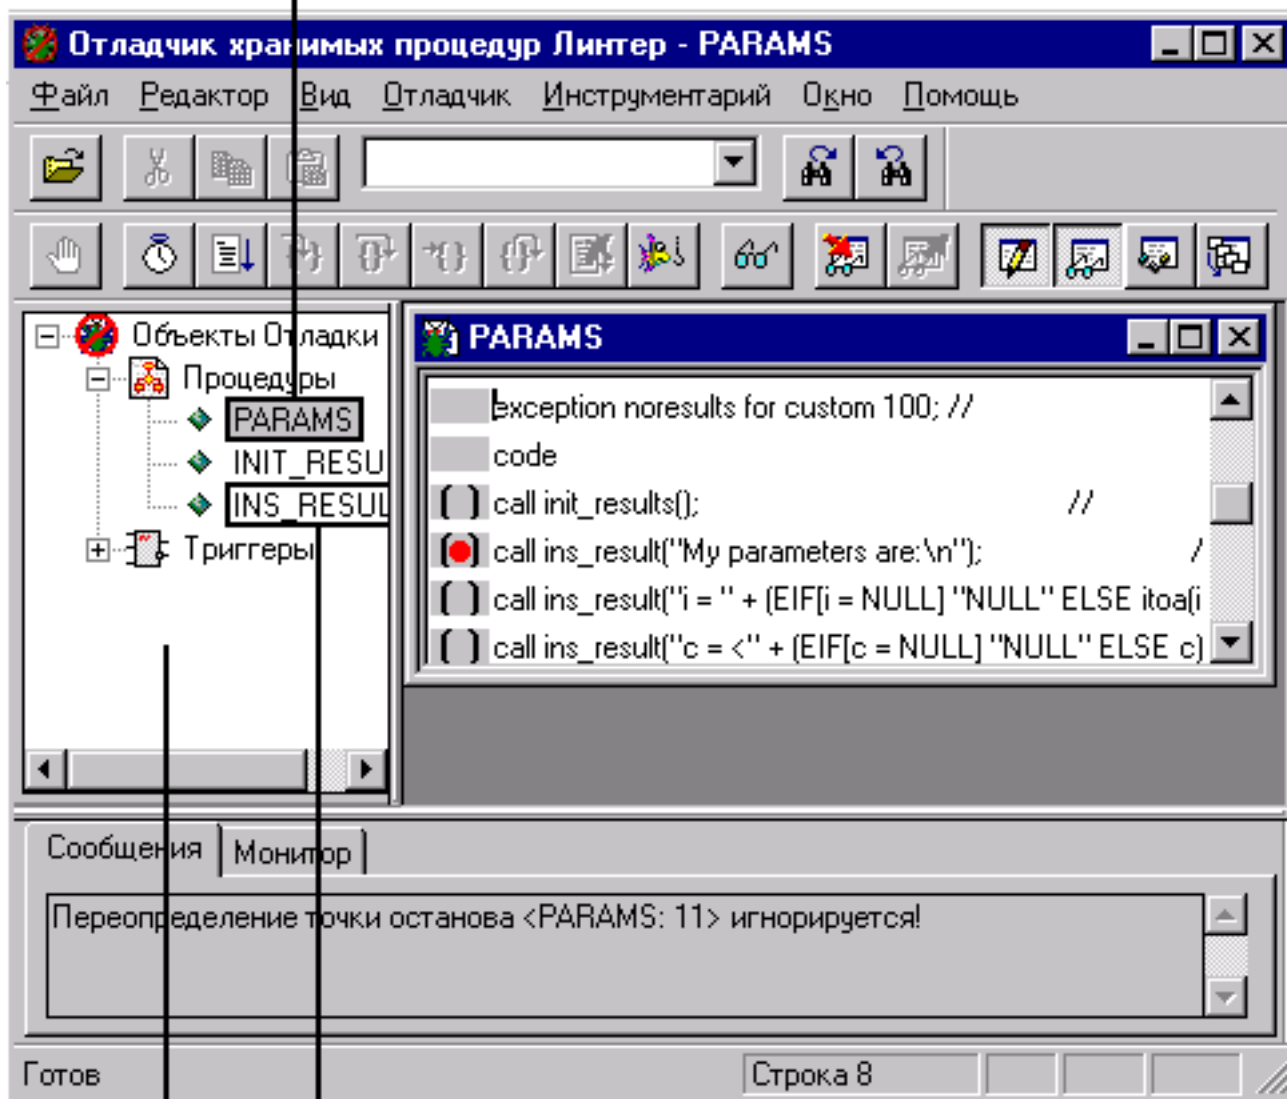 Отладчик хранимых процедур Линтер - PARAMS
Файл Редактор Вид Отладчик Инструментарий Окно Помощь
Объекты Отладки
Процедуры
PARAMS
INIT_RESU
INS_RESUL
Триггеры
PARAMS
exception noresults for custom 100; //
code
call init_results(); //
call ins_result("My parameters are:\n"); /
call ins_result("i = " + (EIF[i = NULL] "NULL" ELSE itoa(i
call ins_result("c = <" + (EIF[c = NULL] "NULL" ELSE c)
Сообщения Монитор
Переопределение точки останова <PARAMS: 11> игнорируется!
Готов Строка 8